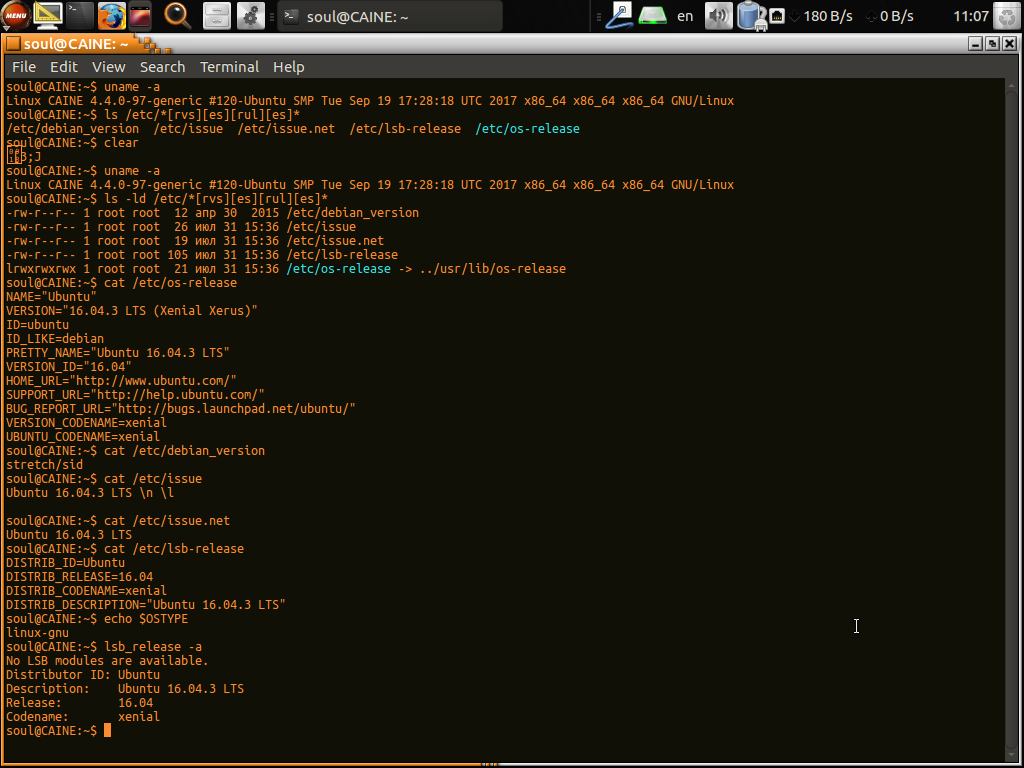 MENU
soul@CAINE: ~
en
180 B/s
0 B/s
11:07
soul@CAINE: ~
File Edit View Search Terminal Help
soul@CAINE:~$ uname -a
Linux CAINE 4.4.0-97-generic #120-Ubuntu SMP Tue Sep 19 17:28:18 UTC 2017 x86_64 x86_64 x86_64 GNU/Linux
soul@CAINE:~$ ls /etc/*[rvs][es][rul][es]*
/etc/debian_version  /etc/issue  /etc/issue.net  /etc/lsb-release  /etc/os-release
soul@CAINE:~$ clear
3;J
soul@CAINE:~$ uname -a
Linux CAINE 4.4.0-97-generic #120-Ubuntu SMP Tue Sep 19 17:28:18 UTC 2017 x86_64 x86_64 x86_64 GNU/Linux
soul@CAINE:~$ ls -ld /etc/*[rvs][es][rul][es]*
-rw-r--r-- 1 root root  12 апр 30  2015 /etc/debian_version
-rw-r--r-- 1 root root  26 июл 31 15:36 /etc/issue
-rw-r--r-- 1 root root  19 июл 31 15:36 /etc/issue.net
-rw-r--r-- 1 root root 105 июл 31 15:36 /etc/lsb-release
lrwxrwxrwx 1 root root  21 июл 31 15:36 /etc/os-release -> ../usr/lib/os-release
soul@CAINE:~$ cat /etc/os-release
NAME="Ubuntu"
VERSION="16.04.3 LTS (Xenial Xerus)"
ID=ubuntu
ID_LIKE=debian
PRETTY_NAME="Ubuntu 16.04.3 LTS"
VERSION_ID="16.04"
HOME_URL="http://www.ubuntu.com/"
SUPPORT_URL="http://help.ubuntu.com/"
BUG_REPORT_URL="http://bugs.launchpad.net/ubuntu/"
VERSION_CODENAME=xenial
UBUNTU_CODENAME=xenial
soul@CAINE:~$ cat /etc/debian_version
stretch/sid
soul@CAINE:~$ cat /etc/issue
Ubuntu 16.04.3 LTS \n \l
soul@CAINE:~$ cat /etc/issue.net
Ubuntu 16.04.3 LTS
soul@CAINE:~$ cat /etc/lsb-release
DISTRIB_ID=Ubuntu
DISTRIB_RELEASE=16.04
DISTRIB_CODENAME=xenial
DISTRIB_DESCRIPTION="Ubuntu 16.04.3 LTS"
soul@CAINE:~$ echo $OSTYPE
linux-gnu
soul@CAINE:~$ lsb_release -a
No LSB modules are available.
Distributor ID: Ubuntu
Description:    Ubuntu 16.04.3 LTS
Release:        16.04
Codename:       xenial
soul@CAINE:~$